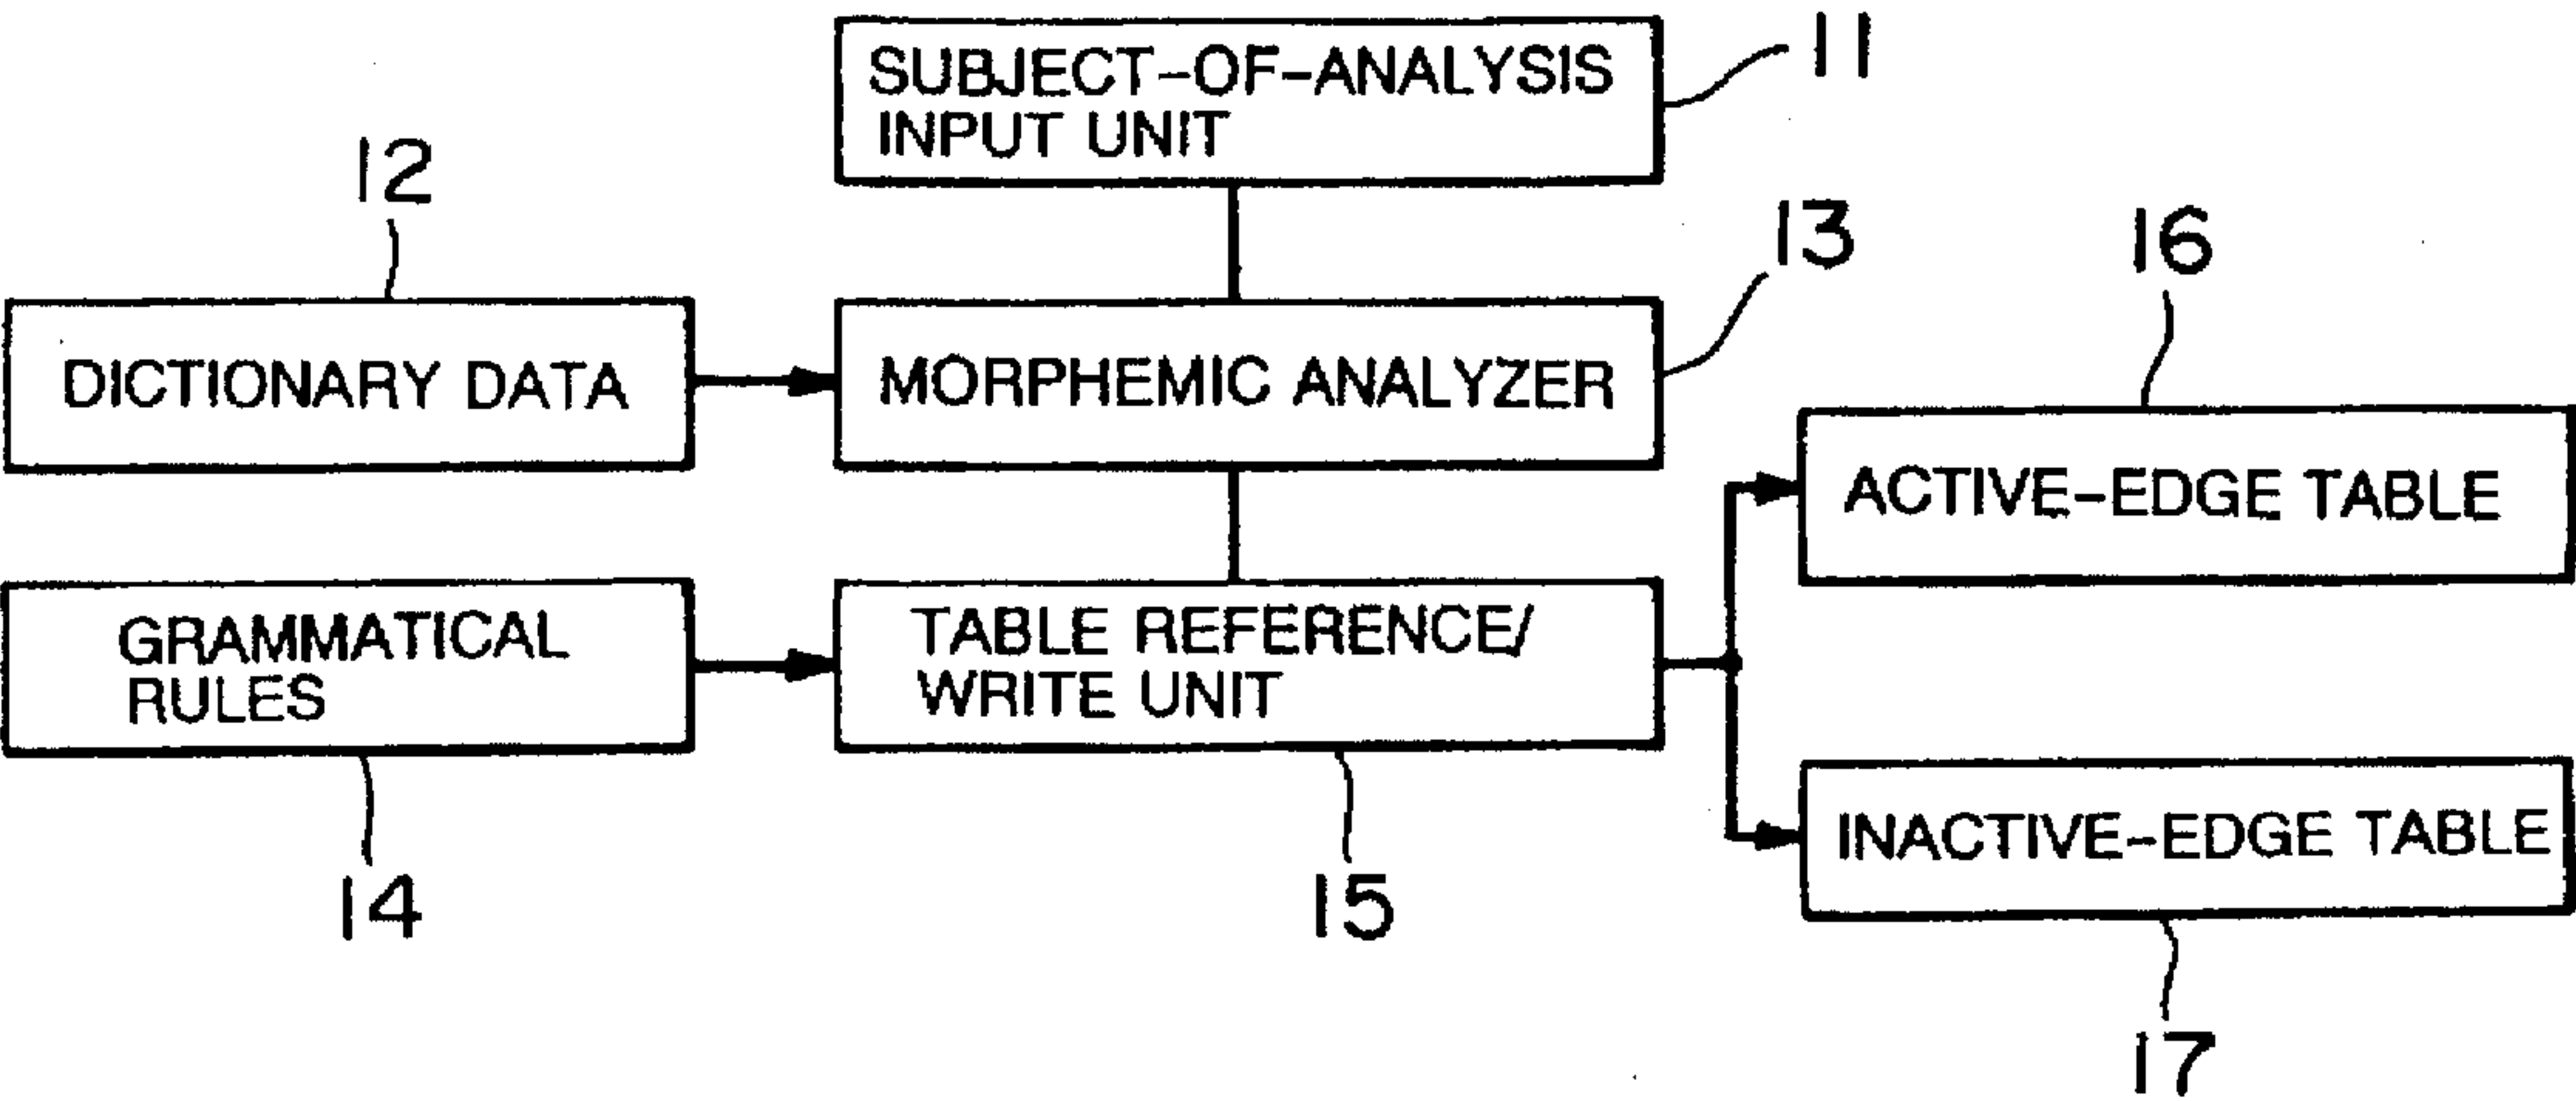 SUBJECT-OF-ANALYSIS
INPUT UNIT
11
12
DICTIONARY DATA
MORPHEMIC ANALYZER
13
16
ACTIVE-EDGE TABLE
GRAMMATICAL
RULES
14
TABLE REFERENCE/
WRITE UNIT
15
INACTIVE-EDGE TABLE
17